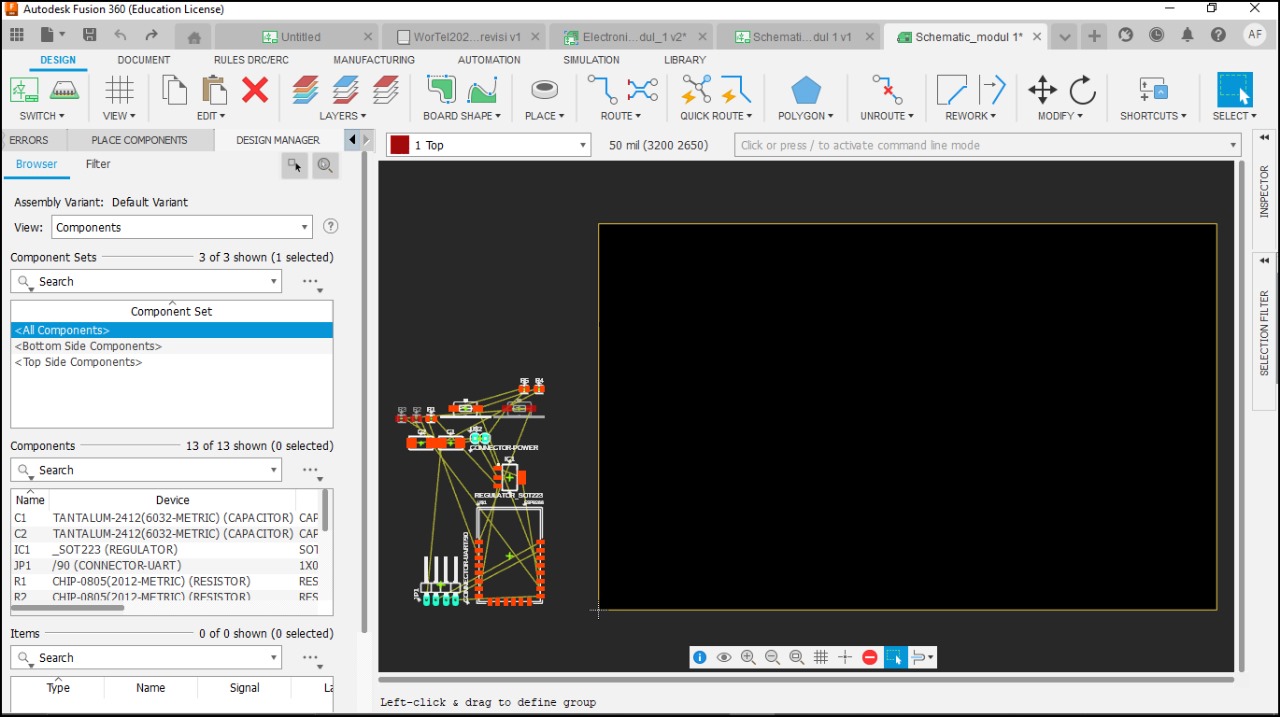 Autodesk Fusion 360 (Education License)
Untitled
WorTel202...revisi v1
Electroni...dul_1 v2*
Schemati...dul 1 v1
Schematic_modul 1*
AF
DESIGN
DOCUMENT
RULES DRC/ERC
MANUFACTURING
AUTOMATION
SIMULATION
LIBRARY
SWITCH
VIEW
EDIT
LAYERS
BOARD SHAPE
PLACE
ROUTE
QUICK ROUTE
POLYGON
UNROUTE
REWORK
MODIFY
SHORTCUTS
SELECT
ERRORS
PLACE COMPONENTS
DESIGN MANAGER
1 Top
50 mil (3200 2650)
Click or press / to activate command line mode
Browser
Filter
Assembly Variant: Default Variant
View: Components
Component Sets 3 of 3 shown (1 selected)
Search
Component Set
<All Components>
<Bottom Side Components>
<Top Side Components>
Components 13 of 13 shown (0 selected)
Search
Name Device
C1 TANTALUM-2412(6032-METRIC) (CAPACITOR) CAP
C2 TANTALUM-2412(6032-METRIC) (CAPACITOR) CAP
IC1 _SOT223 (REGULATOR) SOT
JP1 /90 (CONNECTOR-UART) 1X0
R1 CHIP-0805(2012-METRIC) (RESISTOR) RES
R2 CHIP-0805(2012-METRIC) (RESISTOR) RES
Items 0 of 0 shown (0 selected)
Search
Type Name Signal La
CONNECTOR-POWER
IC1
REGULATOR_SOT223
CONNECTOR-UART/90
JP1
INSPECTOR
SELECTION FILTER
Left-click & drag to define group